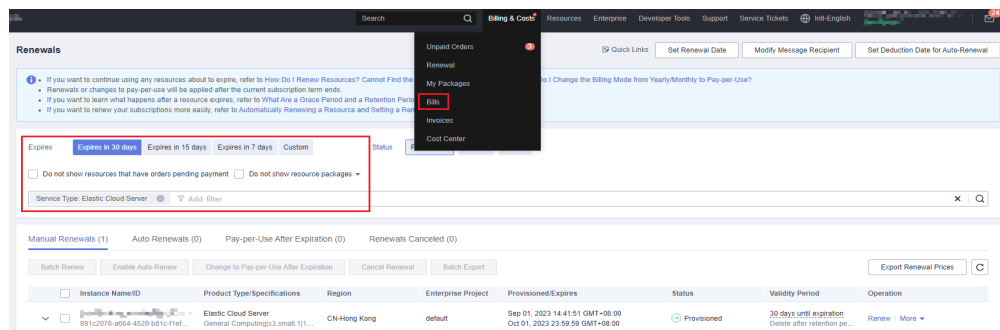 Search
Billing & Costs
Resources
Enterprise
Developer Tools
Support
Service Tickets
Intl-English
24
Renewals
Unpaid Orders
3
Renewal
My Packages
Bills
Invoices
Cost Center
Quick Links
Set Renewal Date
Modify Message Recipient
Set Deduction Date for Auto-Renewal
If you want to continue using any resources about to expire, refer to How Do I Renew Resources? Cannot Find the
o I Change the Billing Mode from Yearly/Monthly to Pay-per-Use?
Renewals or changes to pay-per-use will be applied after the current subscription term ends.
If you want to learn what happens after a resource expires, refer to What Are a Grace Period and a Retention Perio
If you want to renew your subscriptions more easily, refer to Automatically Renewing a Resource and Setting a Ren
Expires
Expires in 30 days
Expires in 15 days
Expires in 7 days
Custom
Status
Do not show resources that have orders pending payment
Do not show resource packages
Service Type: Elastic Cloud Server
Add filter
Manual Renewals (1)
Auto Renewals (0)
Pay-per-Use After Expiration (0)
Renewals Canceled (0)
Batch Renew
Enable Auto-Renew
Change to Pay-per-Use After Expiration
Cancel Renewal
Batch Export
Export Renewal Prices
Instance Name/ID
Product Type/Specifications
Region
Enterprise Project
Provisioned/Expires
Status
Validity Period
Operation
891c2076-a664-4520-b81c-f1ef...
Elastic Cloud Server
General Computing|s3.small.1|1...
CN-Hong Kong
default
Sep 01, 2023 14:41:51 GMT+08:00
Oct 01, 2023 23:59:59 GMT+08:00
Provisioned
30 days until expiration
Delete after retention pe...
Renew
More